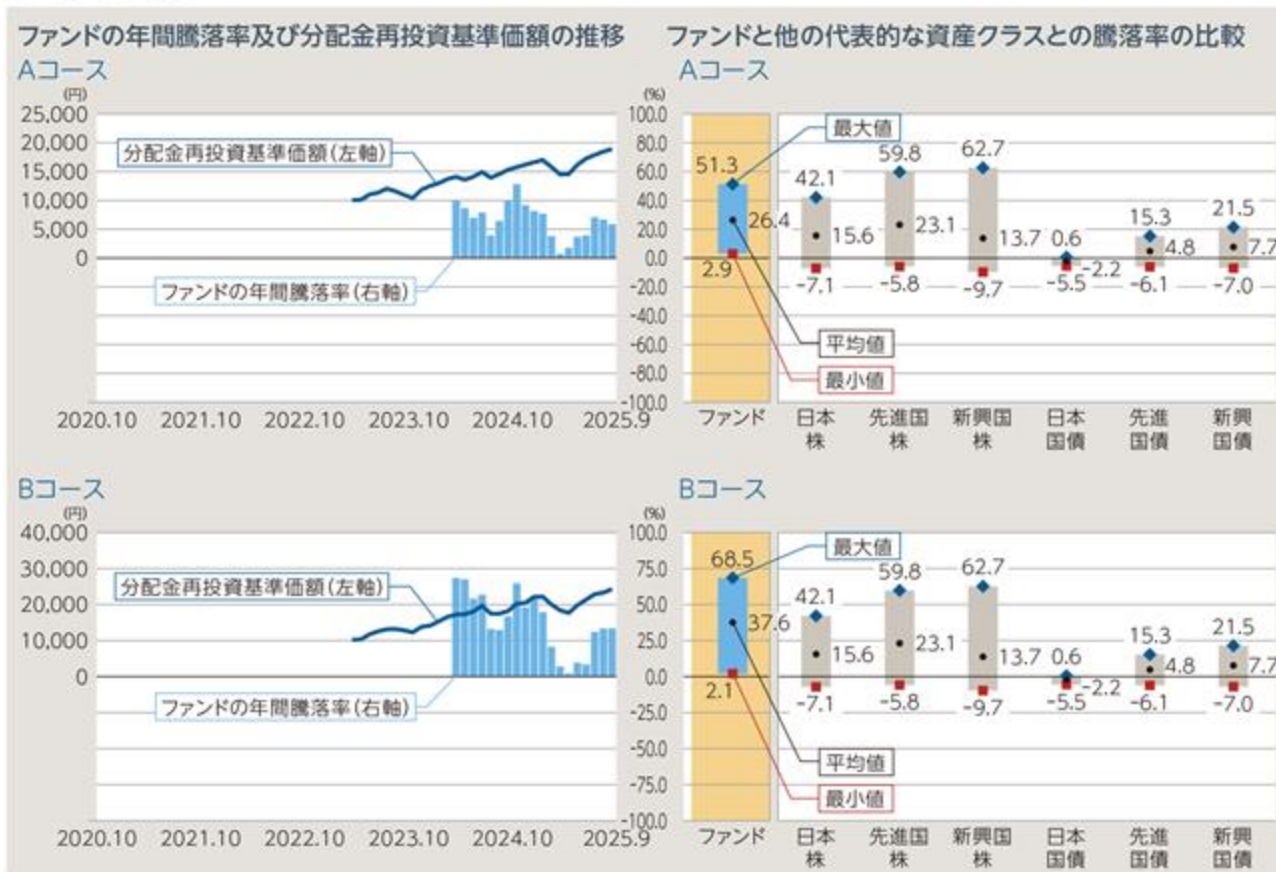 ファンドの年間騰落率及び分配金再投資基準価額の推移
Aコース
(円)
(%)
25,000
20,000
15,000
10,000
5,000
0
100.0
80.0
60.0
40.0
20.0
0.0
-20.0
-40.0
-60.0
-80.0
-100.0
分配金再投資基準価額(左軸)
ファンドの年間騰落率(右軸)
2020.10 2021.10 2022.10 2023.10 2024.10 2025.9
ファンドと他の代表的な資産クラスとの騰落率の比較
Aコース
最大値
平均値
最小値
51.3 42.1 59.8 62.7 0.6 15.3 21.5
26.4 15.6 23.1 13.7 -2.2 4.8 7.7
2.9 -7.1 -5.8 -9.7 -5.5 -6.1 -7.0
ファンド 日本 先進国 新興国 日本 先進 新興
株 株 株 国債 国債 国債
Bコース
(円)
(%)
40,000
30,000
20,000
10,000
0
100.0
75.0
50.0
25.0
0.0
-25.0
-50.0
-75.0
-100.0
分配金再投資基準価額(左軸)
ファンドの年間騰落率(右軸)
2020.10 2021.10 2022.10 2023.10 2024.10 2025.9
Bコース
最大値
平均値
最小値
68.5 42.1 59.8 62.7 0.6 15.3 21.5
37.6 15.6 23.1 13.7 -2.2 4.8 7.7
2.1 -7.1 -5.8 -9.7 -5.5 -6.1 -7.0
ファンド 日本 先進国 新興国 日本 先進 新興
株 株 株 国債 国債 国債